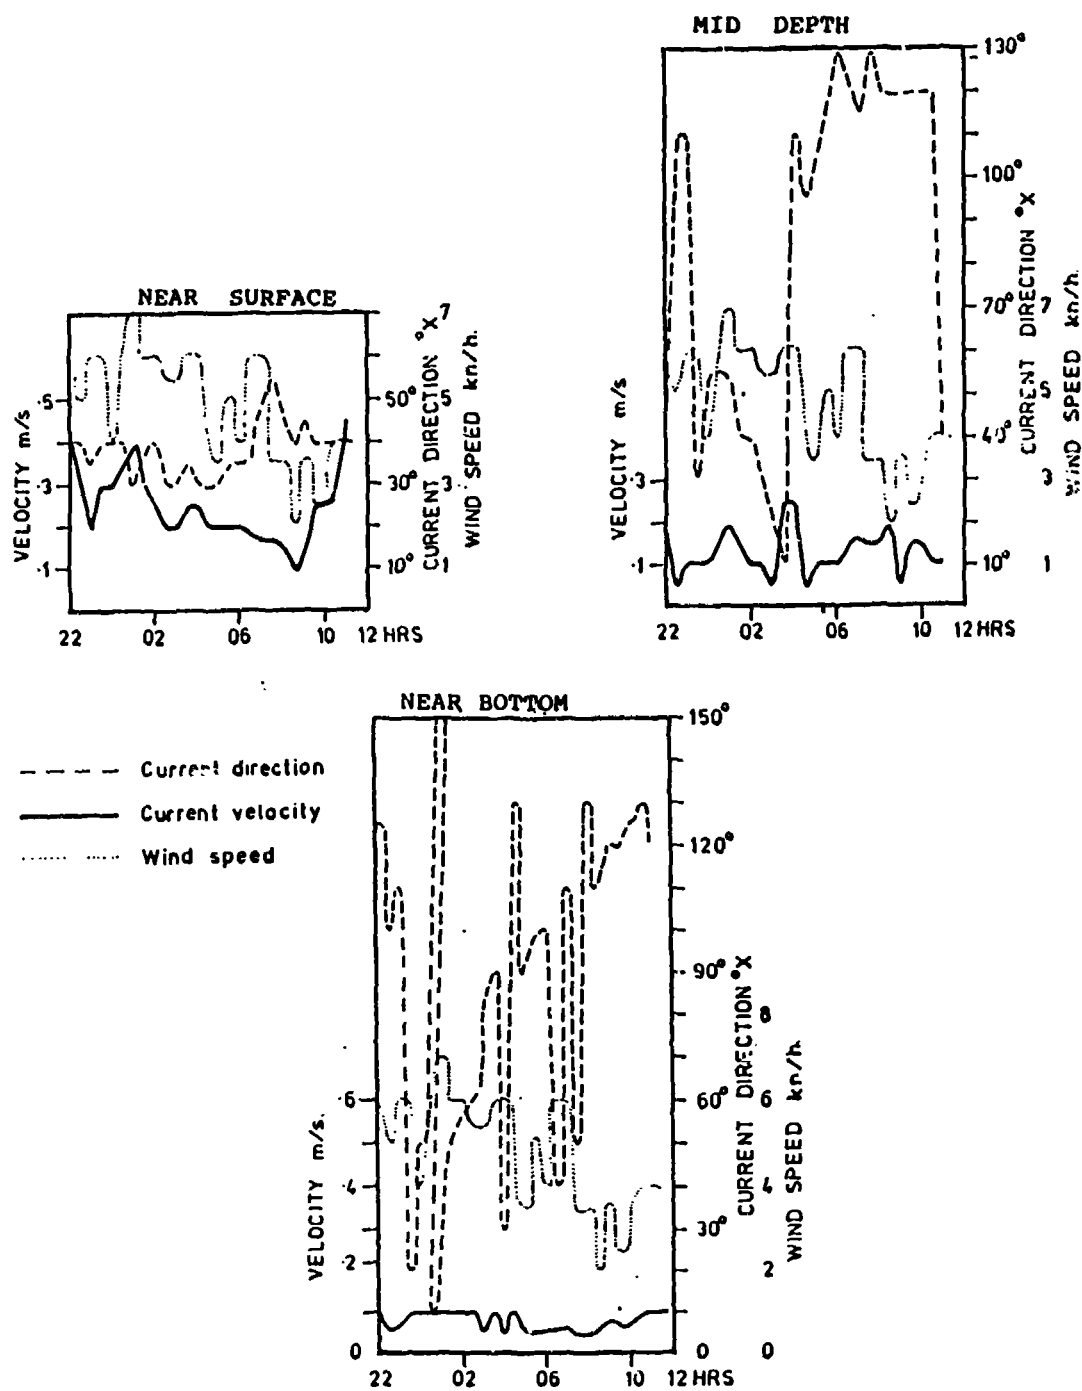 MID DEPTH
130°
100°
70° 7
5
40°
3
10° 1
CURRENT DIRECTION °X
WIND SPEED kn/h.
VELOCITY m/s
·3
·1
22 02 06 10 12 HRS
NEAR SURFACE
7
50° 5
30° 3
10° 1
CURRENT DIRECTION °X
WIND SPEED kn/h.
VELOCITY m/s
·5
·3
·1
22 02 06 10 12 HRS
NEAR BOTTOM
150°
120°
90°
8
60° 6
4
30°
2
0 0
CURRENT DIRECTION °X
WIND SPEED kn/h.
VELOCITY m/s.
·6
·4
·2
0
22 02 06 10 12 HRS
Current direction
Current velocity
Wind speed